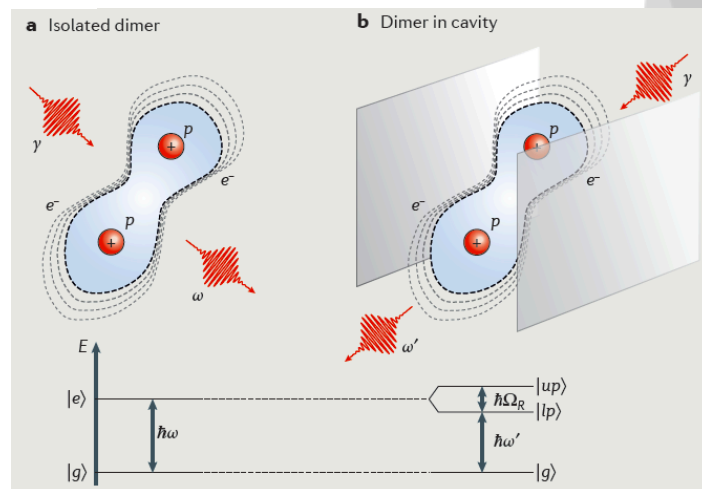 a Isolated dimer
γ
p
+
e⁻
e⁻
p
+
ω
b Dimer in cavity
γ
p
+
e⁻
e⁻
p
+
ω′
E
|e⟩
ħω
|g⟩
|up⟩
ħΩ_R
|lp⟩
ħω′
|g⟩